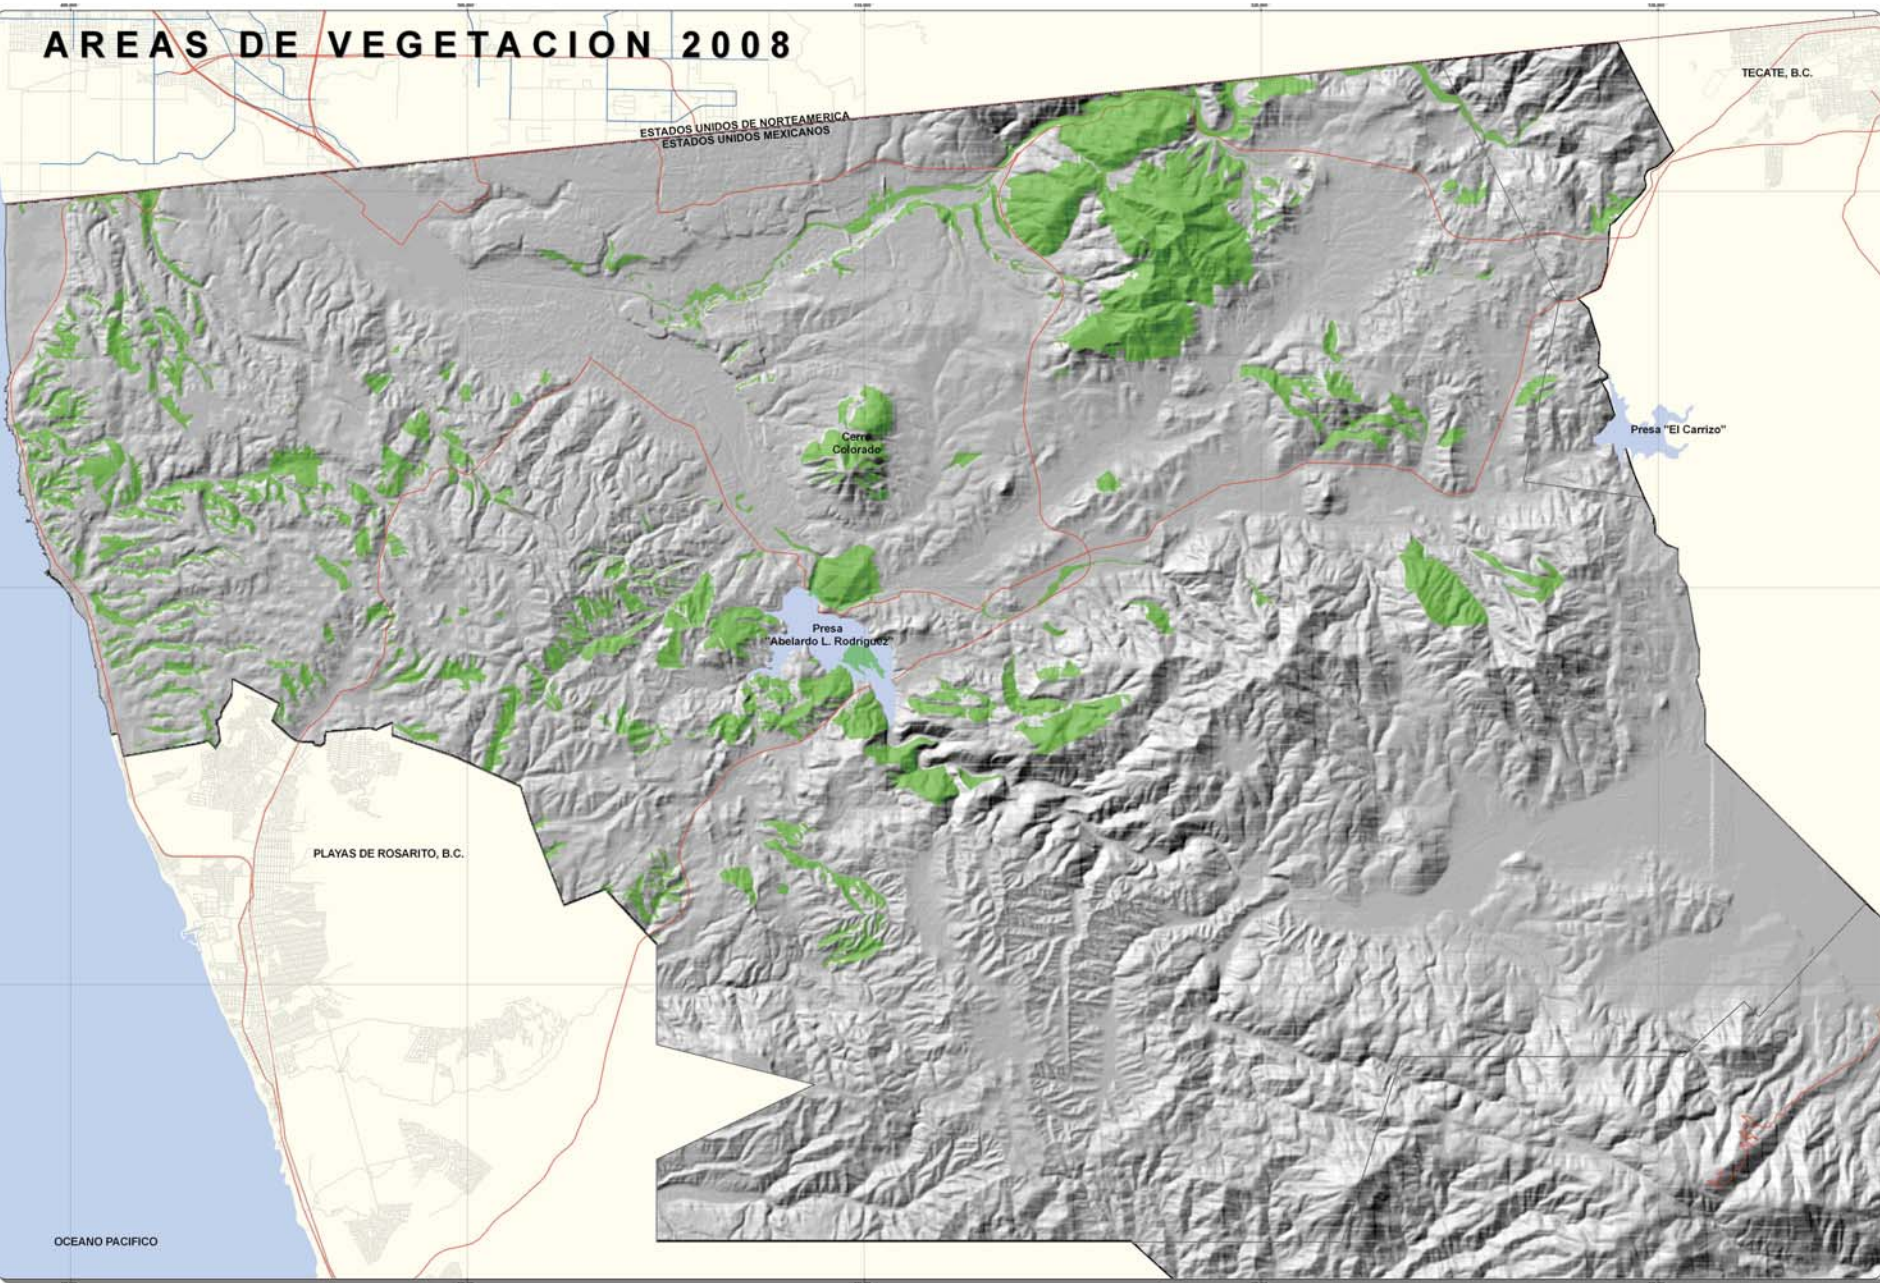 AREAS DE VEGETACION 2008
TECATE, B.C.
ESTADOS UNIDOS DE NORTEAMERICA
ESTADOS UNIDOS MEXICANOS
Presa "El Carrizo"
Cerro
Colorado
Presa
"Abelardo L. Rodriguez"
PLAYAS DE ROSARITO, B.C.
OCEANO PACIFICO